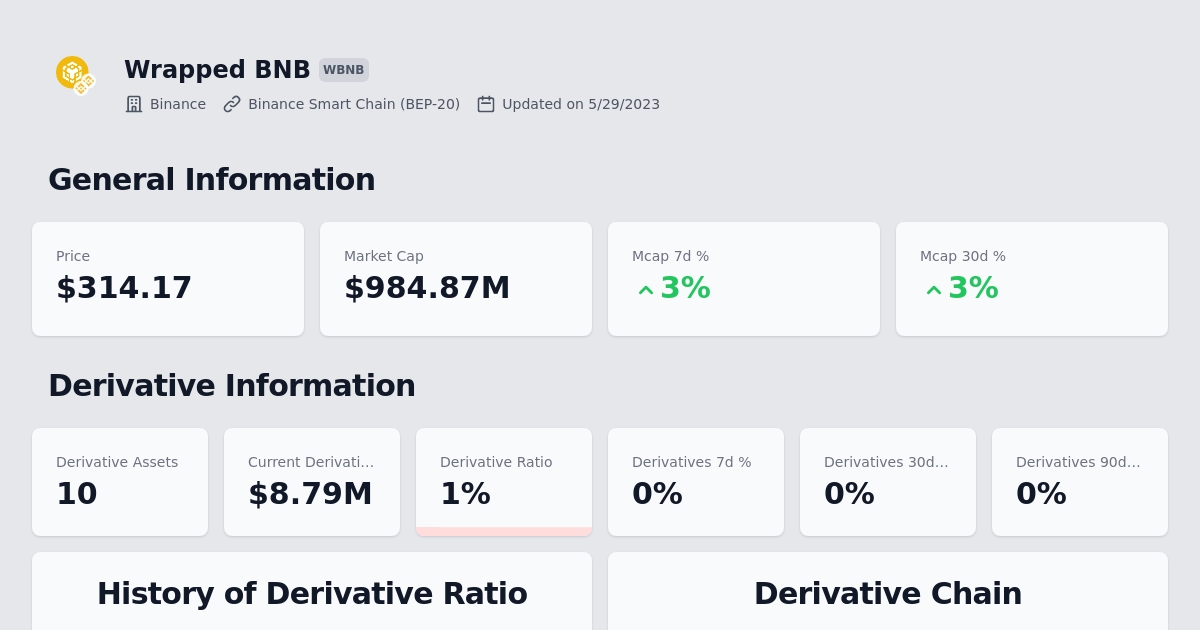 Wrapped BNB WBNB
Binance Binance Smart Chain (BEP-20) Updated on 5/29/2023
General Information
Price Market Cap Mcap 7d % Mcap 30d %
$314.17 $984.87M 3% 3%
Derivative Information
Derivative Assets Current Derivati... Derivative Ratio Derivatives 7d % Derivatives 30d... Derivatives 90d...
10 $8.79M 1% 0% 0% 0%
History of Derivative Ratio Derivative Chain